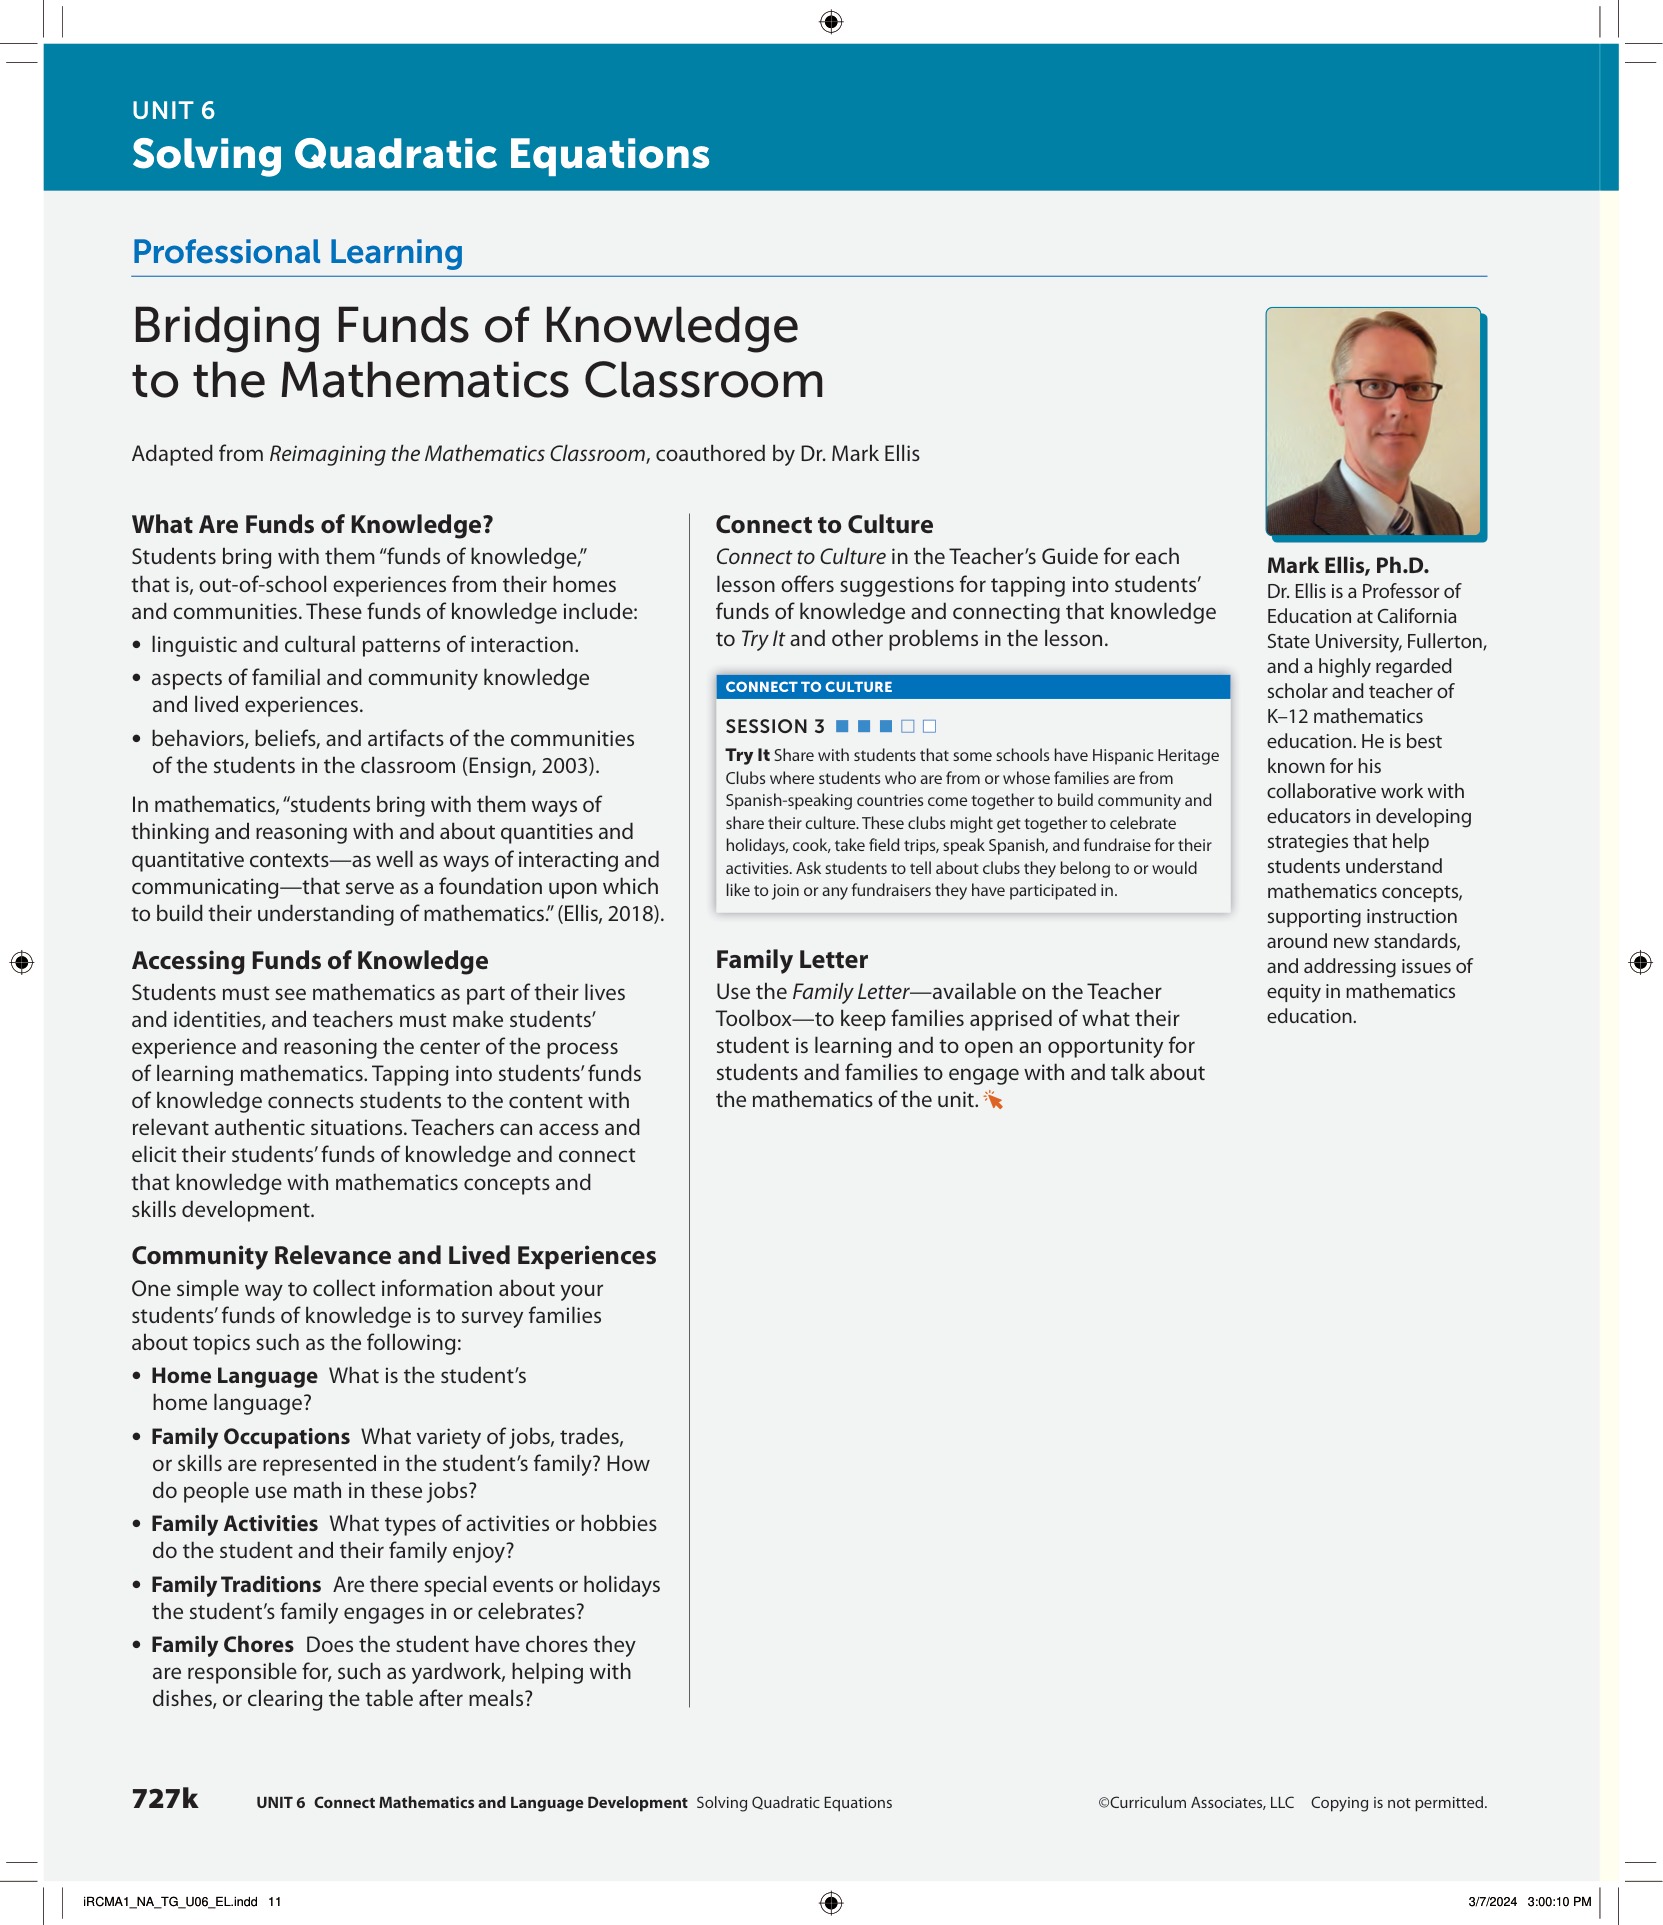 UNIT 6
Solving Quadratic Equations
Professional Learning
Bridging Funds of Knowledge
to the Mathematics Classroom
Adapted from Reimagining the Mathematics Classroom, coauthored by Dr. Mark Ellis
What Are Funds of Knowledge?
Students bring with them “funds of knowledge,”
that is, out-of-school experiences from their homes
and communities. These funds of knowledge include:
• linguistic and cultural patterns of interaction.
• aspects of familial and community knowledge
and lived experiences.
• behaviors, beliefs, and artifacts of the communities
of the students in the classroom (Ensign, 2003).
In mathematics, “students bring with them ways of
thinking and reasoning with and about quantities and
quantitative contexts—as well as ways of interacting and
communicating—that serve as a foundation upon which
to build their understanding of mathematics.” (Ellis, 2018).
Accessing Funds of Knowledge
Students must see mathematics as part of their lives
and identities, and teachers must make students’
experience and reasoning the center of the process
of learning mathematics. Tapping into students’ funds
of knowledge connects students to the content with
relevant authentic situations. Teachers can access and
elicit their students’ funds of knowledge and connect
that knowledge with mathematics concepts and
skills development.
Community Relevance and Lived Experiences
One simple way to collect information about your
students’ funds of knowledge is to survey families
about topics such as the following:
• Home Language What is the student’s
home language?
• Family Occupations What variety of jobs, trades,
or skills are represented in the student’s family? How
do people use math in these jobs?
• Family Activities What types of activities or hobbies
do the student and their family enjoy?
• Family Traditions Are there special events or holidays
the student’s family engages in or celebrates?
• Family Chores Does the student have chores they
are responsible for, such as yardwork, helping with
dishes, or clearing the table after meals?
Connect to Culture
Connect to Culture in the Teacher’s Guide for each
lesson offers suggestions for tapping into students’
funds of knowledge and connecting that knowledge
to Try It and other problems in the lesson.
CONNECT TO CULTURE
SESSION 3
Try It Share with students that some schools have Hispanic Heritage
Clubs where students who are from or whose families are from
Spanish-speaking countries come together to build community and
share their culture. These clubs might get together to celebrate
holidays, cook, take field trips, speak Spanish, and fundraise for their
activities. Ask students to tell about clubs they belong to or would
like to join or any fundraisers they have participated in.
Family Letter
Use the Family Letter—available on the Teacher
Toolbox—to keep families apprised of what their
student is learning and to open an opportunity for
students and families to engage with and talk about
the mathematics of the unit.
Mark Ellis, Ph.D.
Dr. Ellis is a Professor of
Education at California
State University, Fullerton,
and a highly regarded
scholar and teacher of
K–12 mathematics
education. He is best
known for his
collaborative work with
educators in developing
strategies that help
students understand
mathematics concepts,
supporting instruction
around new standards,
and addressing issues of
equity in mathematics
education.
727k UNIT 6 Connect Mathematics and Language Development Solving Quadratic Equations ©Curriculum Associates, LLC Copying is not permitted.
iRCMA1_NA_TG_U06_EL.indd 11 3/7/2024 3:00:10 PM